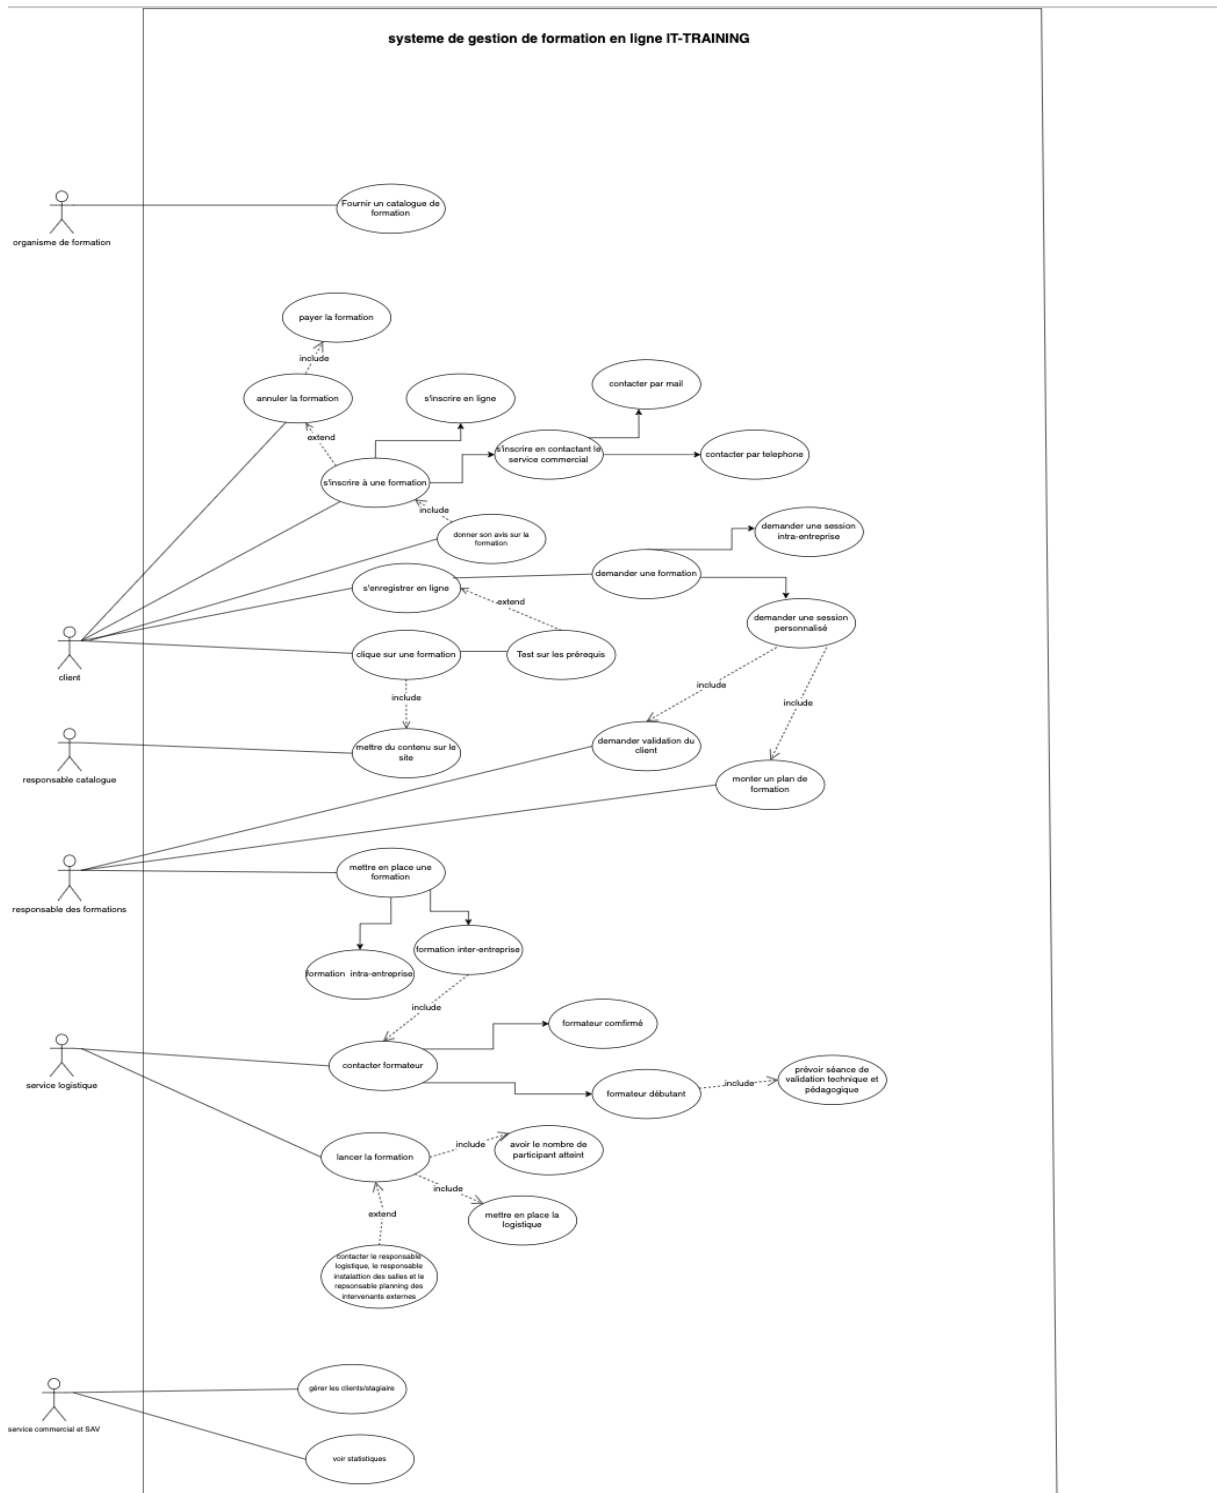 systeme de gestion de formation en ligne IT-TRAINING
Fournir un catalogue de
formation
organisme de formation
payer la formation
include
annuler la formation
extend
s'inscrire en ligne
contacter par mail
s'inscrire en contactant le
service commercial
contacter par telephone
s'inscrire à une formation
include
donner son avis sur la
formation
demander une session
intra-entreprise
demander une formation
s'enregistrer en ligne
extend
demander une session
personnalisé
client
clique sur une formation
Test sur les prérequis
include
include
include
demander validation du
client
mettre du contenu sur le
site
responsable catalogue
monter un plan de
formation
mettre en place une
formation
responsable des formations
formation inter-entreprise
formation intra-entreprise
include
formateur comfirmé
contacter formateur
service logistique
formateur débutant
include
prévoir séance de
validation technique et
pédagogique
lancer la formation
include
avoir le nombre de
participant atteint
include
mettre en place la
logistique
extend
contacter le responsable
logistique, le responsable
instalattion des salles et le
repsonsable planning des
intervenants externes
gérer les clients/stagiaire
service commercial et SAV
voir statistiques